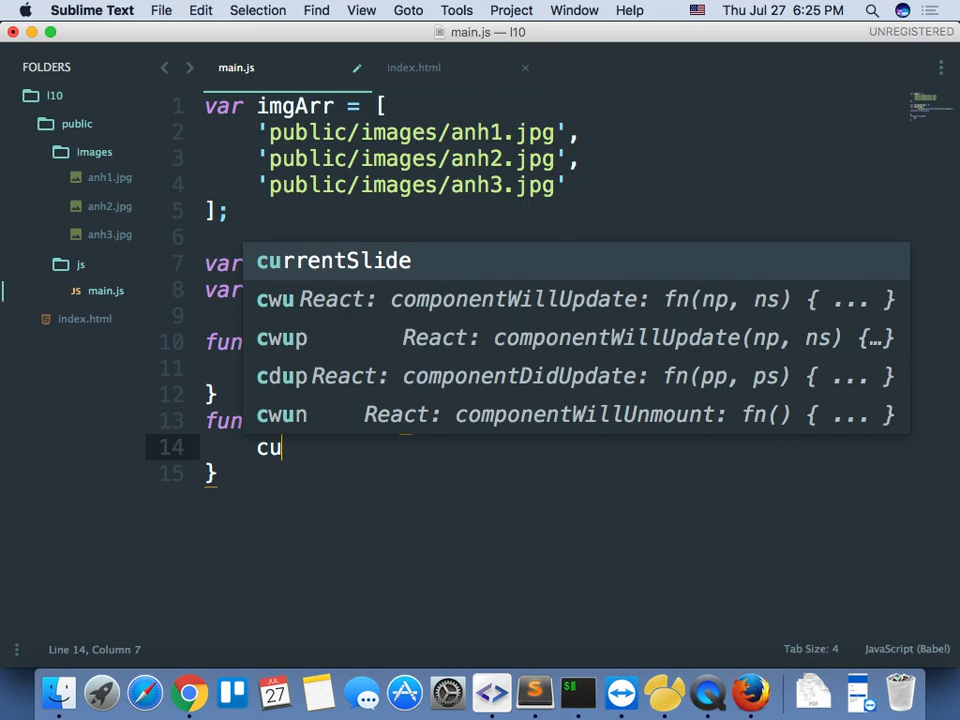 Sublime Text File Edit Selection Find View Goto Tools Project Window Help Thu Jul 27 6:25 PM
main.js — l10 UNREGISTERED
FOLDERS
l10
public
images
anh1.jpg
anh2.jpg
anh3.jpg
js
main.js
index.html
main.js index.html
1 var imgArr = [
2 'public/images/anh1.jpg',
3 'public/images/anh2.jpg',
4 'public/images/anh3.jpg'
5 ];
6
7 var
8 var
9
10 fun
11
12 }
13 fun
14 cu
15 }
currentSlide
cwu React: componentWillUpdate: fn(np, ns) { ... }
cwup React: componentWillUpdate(np, ns) {…}
cdup React: componentDidUpdate: fn(pp, ps) { ... }
cwun React: componentWillUnmount: fn() { ... }
Line 14, Column 7 Tab Size: 4 JavaScript (Babel)
JUL
27